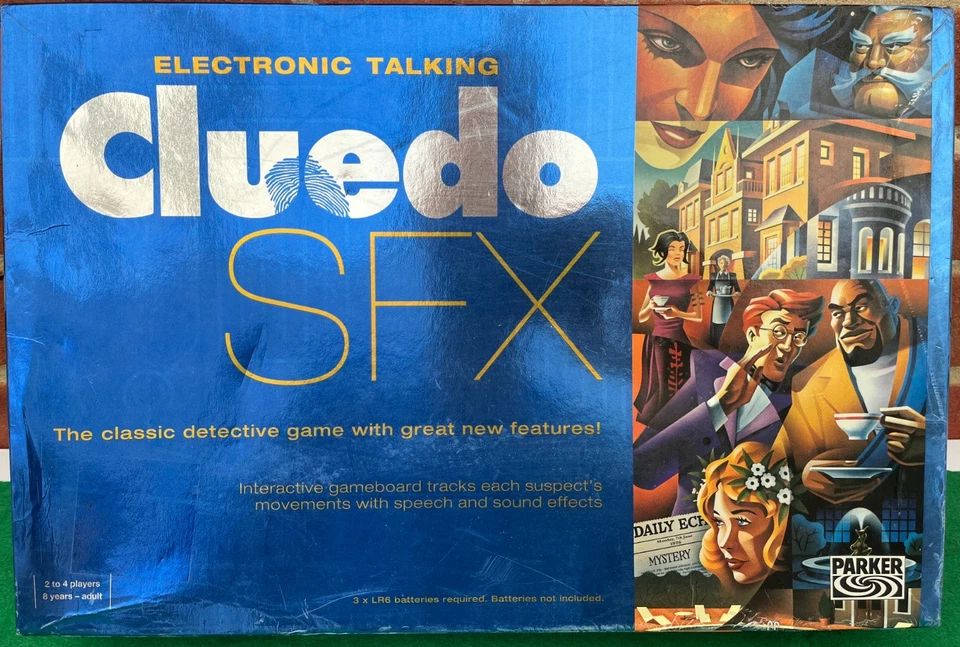 ELECTRONIC TALKING
Cluedo
SFX
The classic detective game with great new features!
Interactive gameboard tracks each suspect's
movements with speech and sound effects
2 to 4 players
8 years – adult
3 x LR6 batteries required. Batteries not included.
DAILY ECH
MYSTERY
PARKER